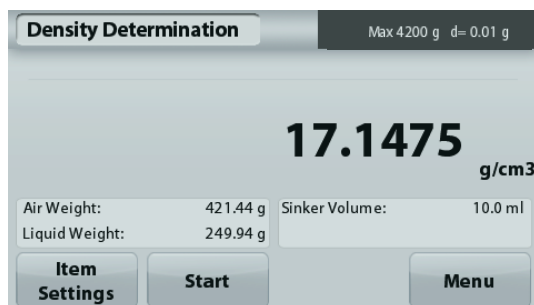 Density Determination
Max 4200 g d= 0.01 g
17.1475
g/cm3
Air Weight: 421.44 g
Liquid Weight: 249.94 g
Sinker Volume: 10.0 ml
Item
Settings
Start
Menu